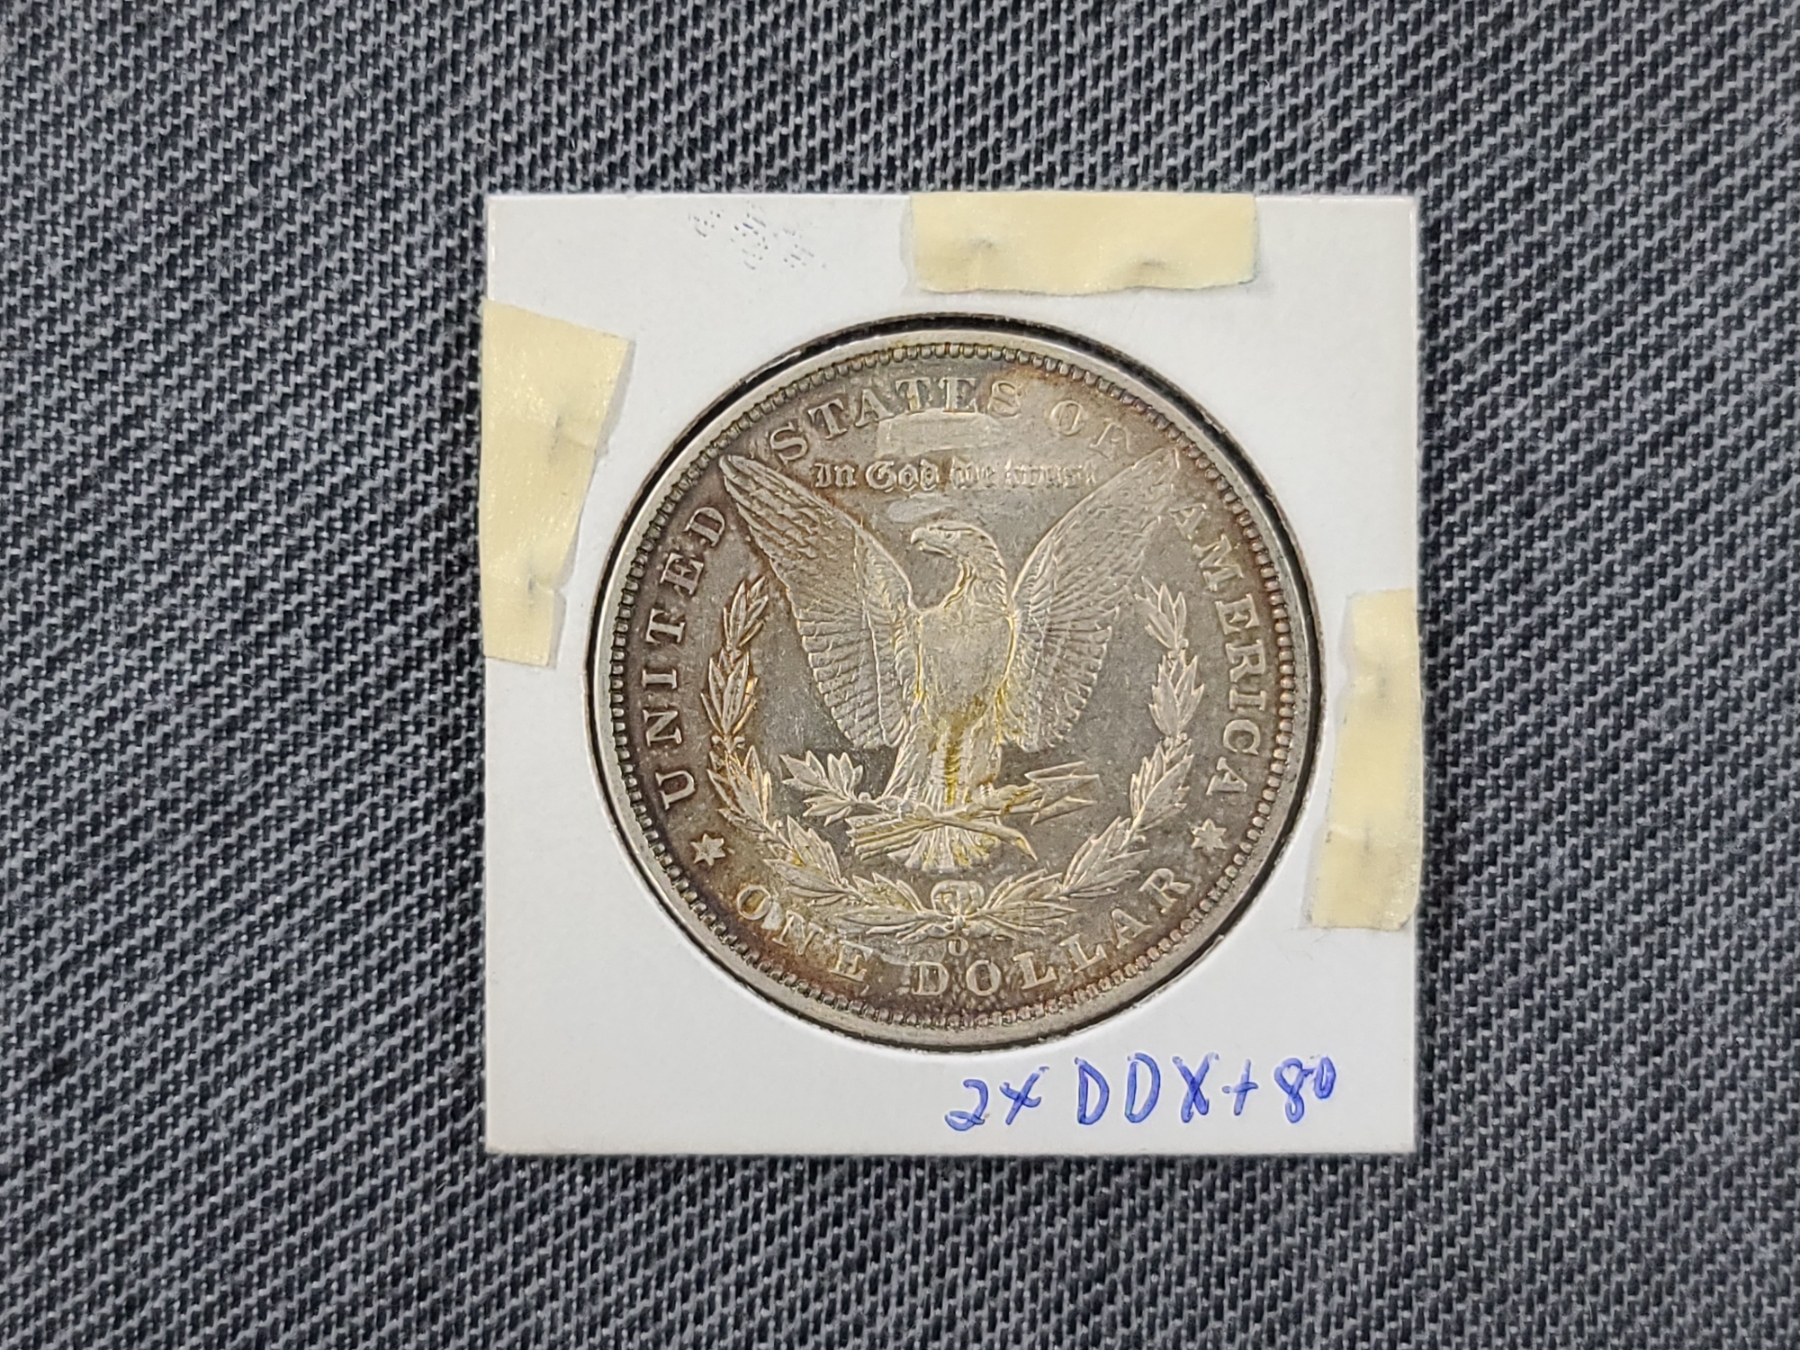 UNITED STATES OF AMERICA
In God we trust
O
ONE DOLLAR
2x DDX+80